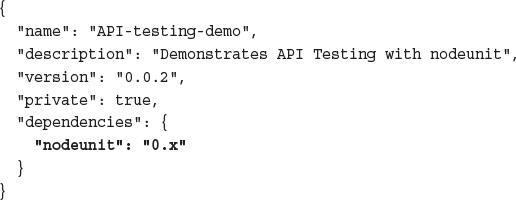 {
  "name": "API-testing-demo",
  "description": "Demonstrates API Testing with nodeunit",
  "version": "0.0.2",
  "private": true,
  "dependencies": {
    "nodeunit": "0.x"
  }
}